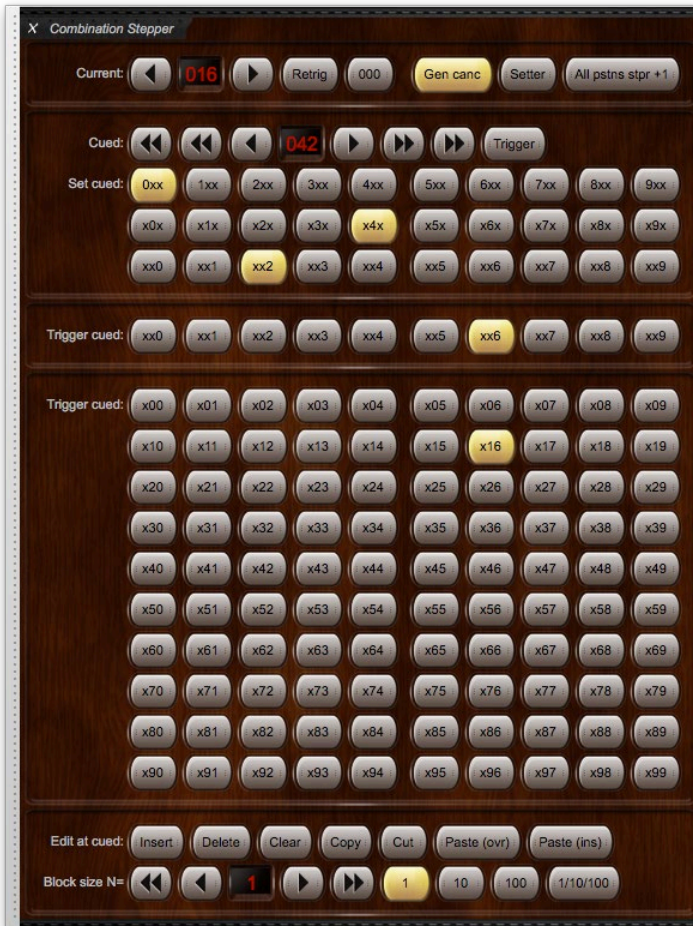 X Combination Stepper
Current: 016 Retrig 000 Gen canc Setter All pstns stpr +1
Cued: 042 Trigger
Set cued: 0xx 1xx 2xx 3xx 4xx 5xx 6xx 7xx 8xx 9xx
x0x x1x x2x x3x x4x x5x x6x x7x x8x x9x
xx0 xx1 xx2 xx3 xx4 xx5 xx6 xx7 xx8 xx9
Trigger cued: xx0 xx1 xx2 xx3 xx4 xx5 xx6 xx7 xx8 xx9
Trigger cued: x00 x01 x02 x03 x04 x05 x06 x07 x08 x09
x10 x11 x12 x13 x14 x15 x16 x17 x18 x19
x20 x21 x22 x23 x24 x25 x26 x27 x28 x29
x30 x31 x32 x33 x34 x35 x36 x37 x38 x39
x40 x41 x42 x43 x44 x45 x46 x47 x48 x49
x50 x51 x52 x53 x54 x55 x56 x57 x58 x59
x60 x61 x62 x63 x64 x65 x66 x67 x68 x69
x70 x71 x72 x73 x74 x75 x76 x77 x78 x79
x80 x81 x82 x83 x84 x85 x86 x87 x88 x89
x90 x91 x92 x93 x94 x95 x96 x97 x98 x99
Edit at cued: Insert Delete Clear Copy Cut Paste (ovr) Paste (ins)
Block size N= 1 1 10 100 1/10/100